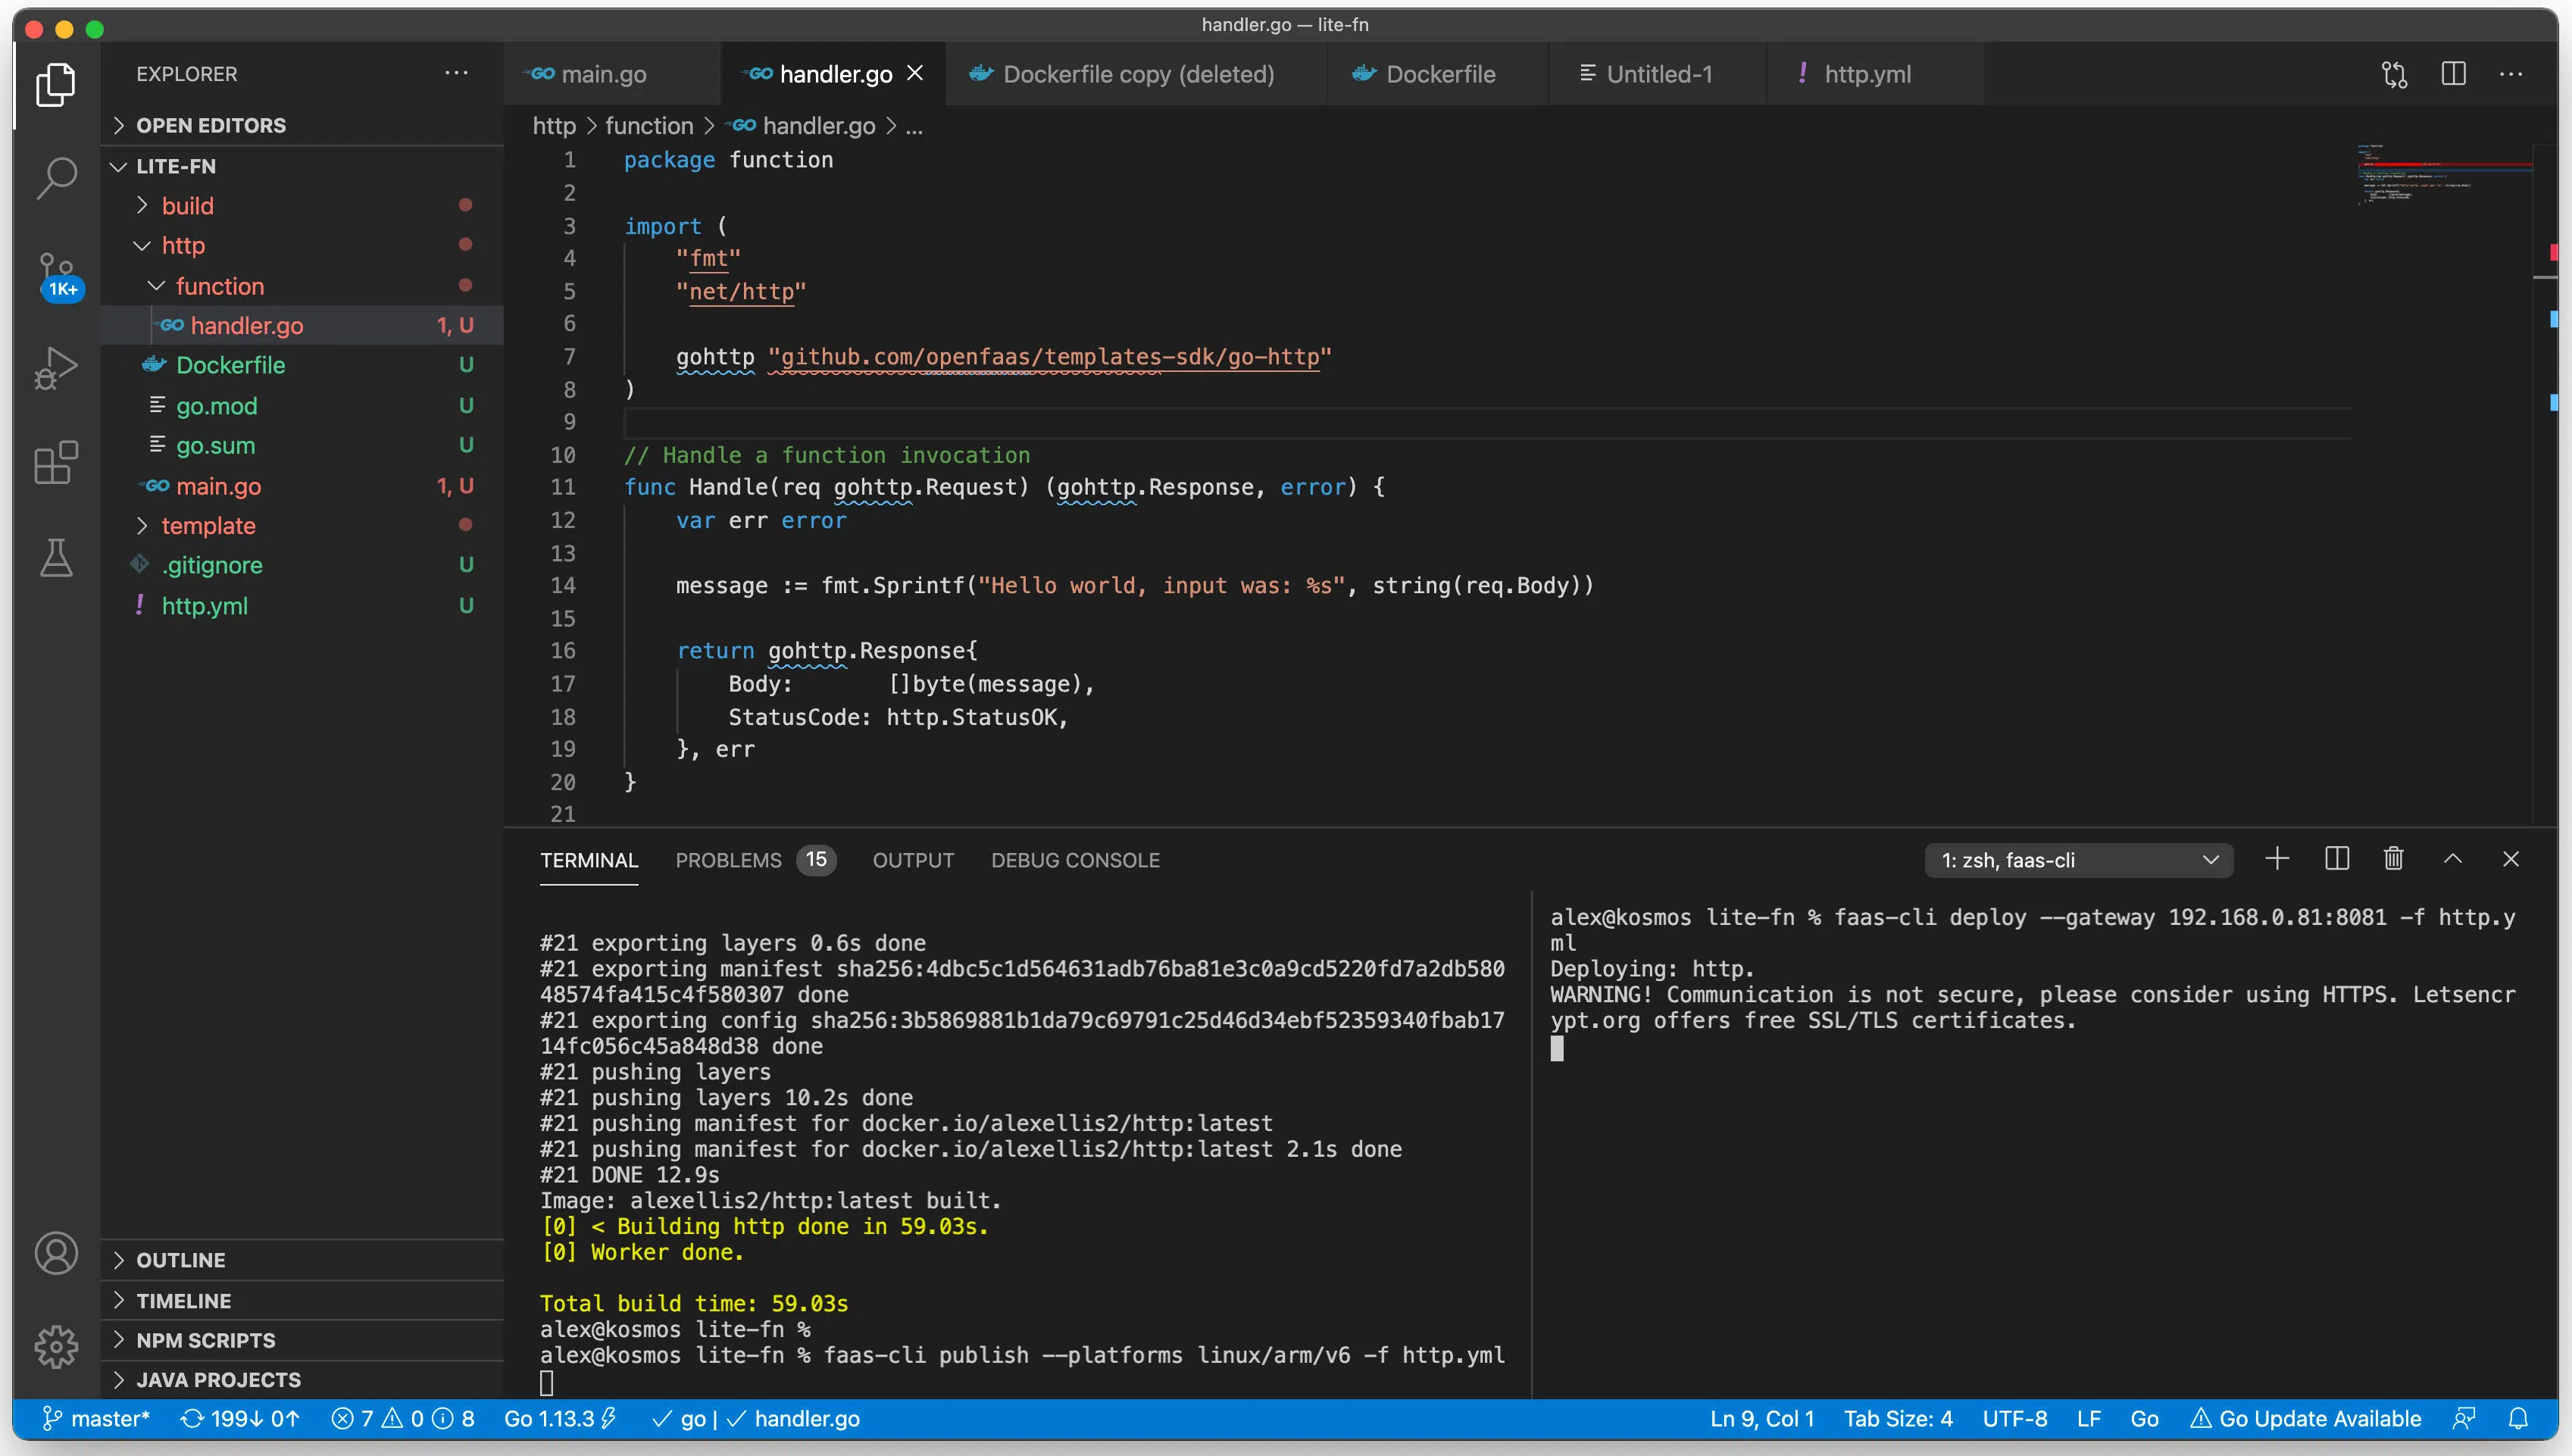 handler.go — lite-fn
EXPLORER
main.go
handler.go
Dockerfile copy (deleted)
Dockerfile
Untitled-1
! http.yml
OPEN EDITORS
LITE-FN
build
http
function
GO handler.go 1, U
Dockerfile U
go.mod U
go.sum U
GO main.go 1, U
template
.gitignore U
! http.yml U
OUTLINE
TIMELINE
NPM SCRIPTS
JAVA PROJECTS
1K+
http > function > GO handler.go > ...
1 package function
2
3 import (
4 "fmt"
5 "net/http"
6
7 gohttp "github.com/openfaas/templates-sdk/go-http"
8 )
9
10 // Handle a function invocation
11 func Handle(req gohttp.Request) (gohttp.Response, error) {
12 var err error
13
14 message := fmt.Sprintf("Hello world, input was: %s", string(req.Body))
15
16 return gohttp.Response{
17 Body: []byte(message),
18 StatusCode: http.StatusOK,
19 }, err
20 }
21
TERMINAL PROBLEMS 15 OUTPUT DEBUG CONSOLE
1: zsh, faas-cli
#21 exporting layers 0.6s done
#21 exporting manifest sha256:4dbc5c1d564631adb76ba81e3c0a9cd5220fd7a2db580
48574fa415c4f580307 done
#21 exporting config sha256:3b5869881b1da79c69791c25d46d34ebf52359340fbab17
14fc056c45a848d38 done
#21 pushing layers
#21 pushing layers 10.2s done
#21 pushing manifest for docker.io/alexellis2/http:latest
#21 pushing manifest for docker.io/alexellis2/http:latest 2.1s done
#21 DONE 12.9s
Image: alexellis2/http:latest built.
[0] < Building http done in 59.03s.
[0] Worker done.
Total build time: 59.03s
alex@kosmos lite-fn %
alex@kosmos lite-fn % faas-cli publish --platforms linux/arm/v6 -f http.yml
alex@kosmos lite-fn % faas-cli deploy --gateway 192.168.0.81:8081 -f http.y
ml
Deploying: http.
WARNING! Communication is not secure, please consider using HTTPS. Letsencr
ypt.org offers free SSL/TLS certificates.
master* 199↓ 0↑ 7 0 8 Go 1.13.3 go | handler.go
Ln 9, Col 1 Tab Size: 4 UTF-8 LF Go Go Update Available